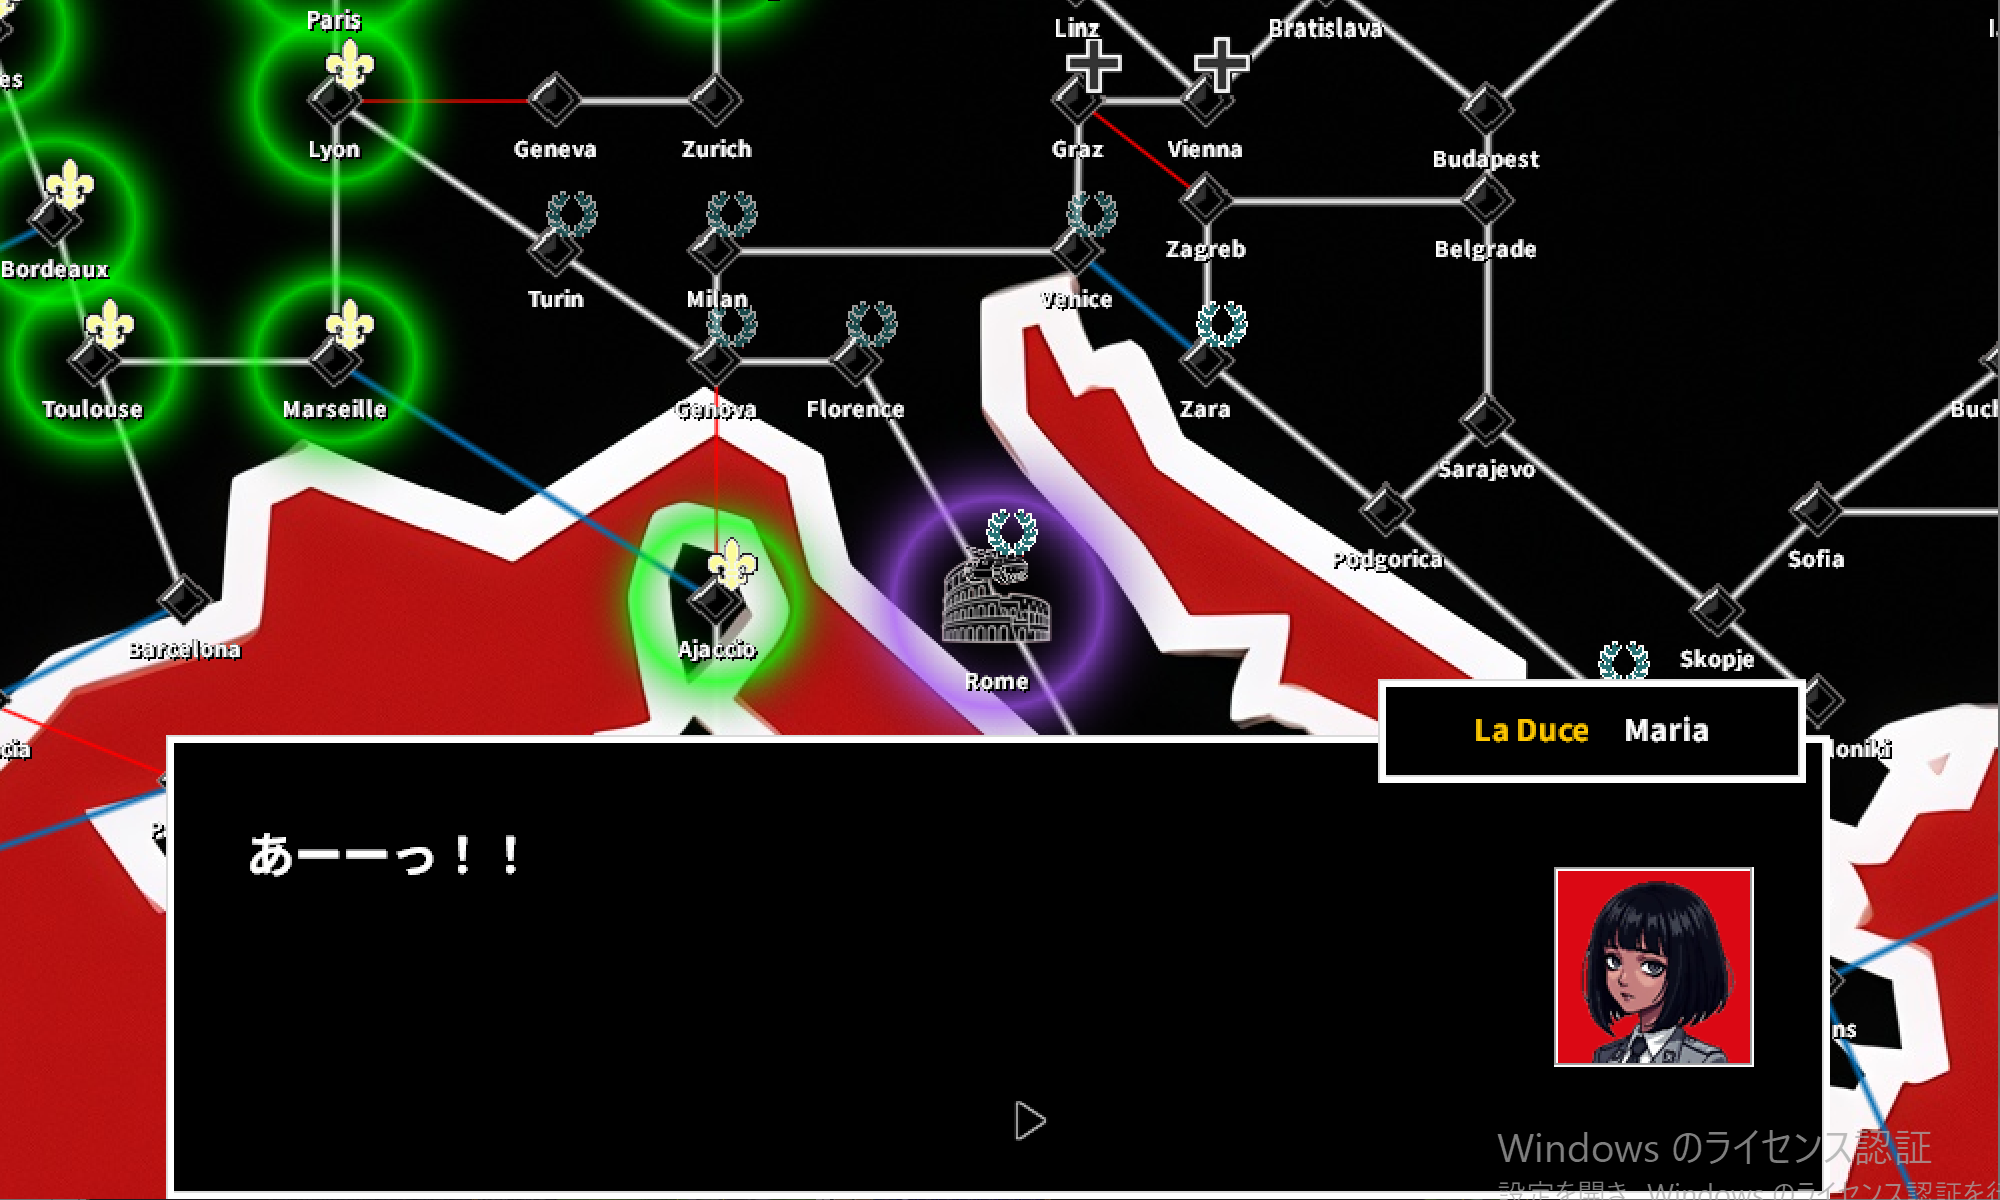 Paris
Linz
Bratislava
Lyon
Geneva
Zurich
Graz
Vienna
Budapest
Bordeaux
Turin
Milan
Venice
Zagreb
Belgrade
Toulouse
Marseille
Genova
Florence
Zara
Sarajevo
Podgorica
Sofia
Barcelona
Ajaccio
Rome
Skopje
La Duce Maria
あーーっ！！
Windows のライセンス認証